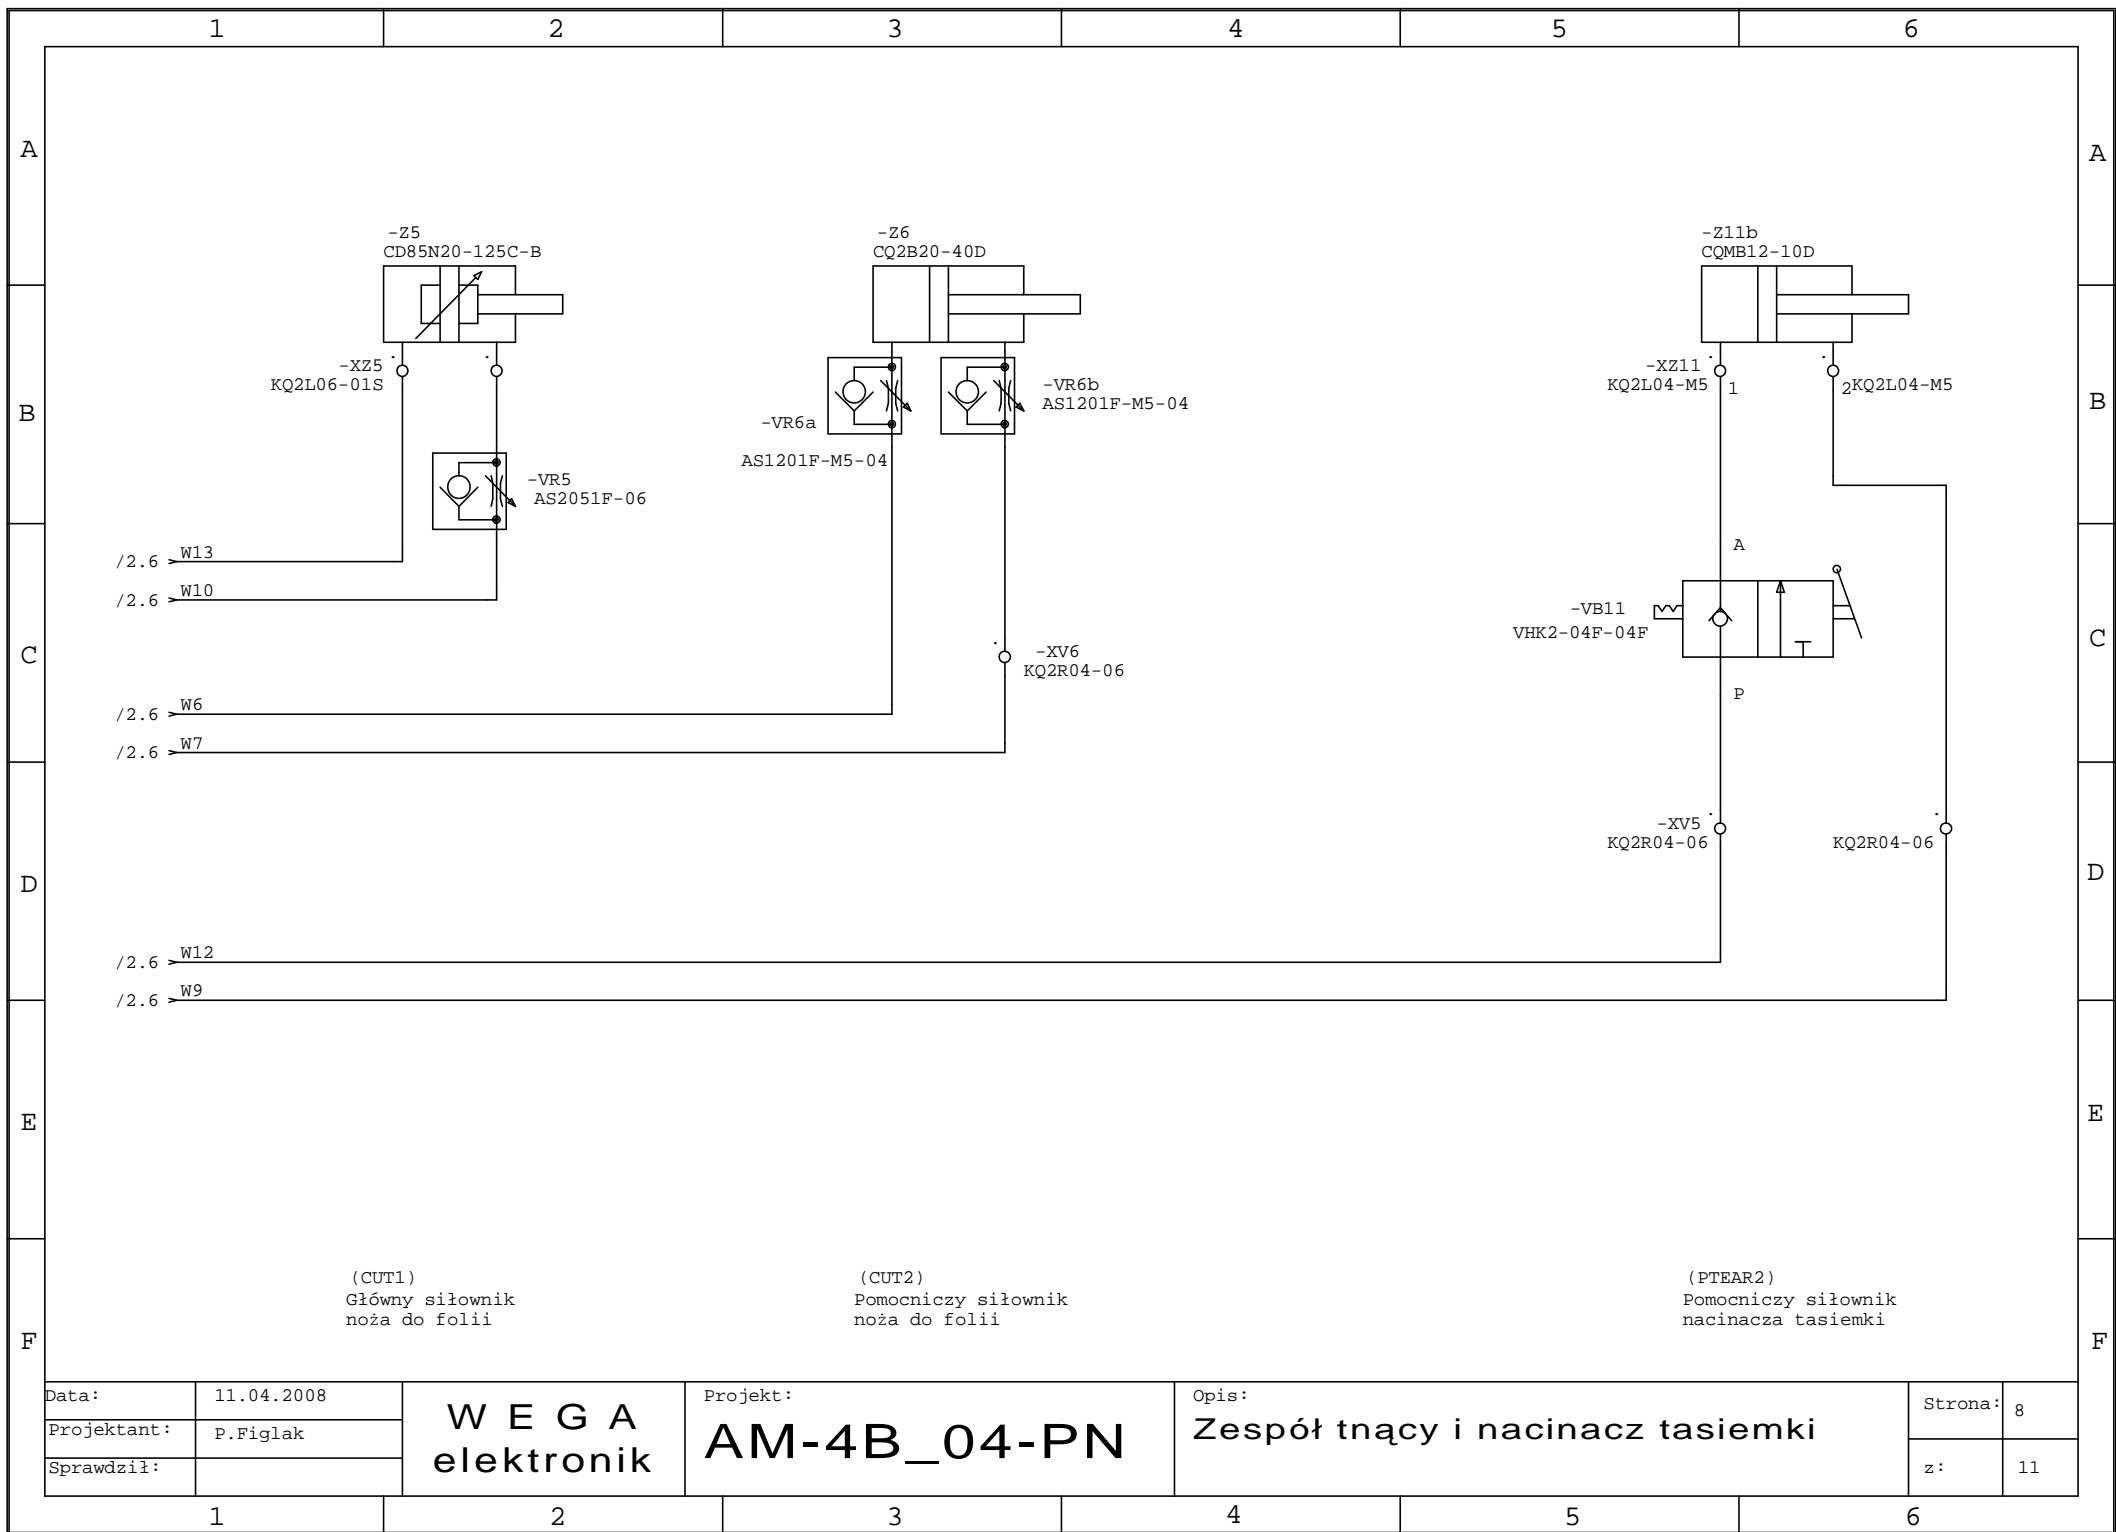 1 2 3 4 5 6
A A
-Z5
CD85N20-125C-B
-Z6
CQ2B20-40D
-Z11b
CQMB12-10D
-XZ5
KQ2L06-01S
-XZ11
KQ2L04-M5
1
2KQ2L04-M5
B B
-VR6a
AS1201F-M5-04
-VR6b
AS1201F-M5-04
-VR5
AS2051F-06
/2.6 W13
/2.6 W10
A
-VB11
VHK2-04F-04F
P
C C
-XV6
KQ2R04-06
/2.6 W6
/2.6 W7
-XV5
KQ2R04-06
KQ2R04-06
D D
/2.6 W12
/2.6 W9
E E
(CUT1)
Główny siłownik
noża do folii
(CUT2)
Pomocniczy siłownik
noża do folii
(PTEAR2)
Pomocniczy siłownik
nacinacza tasiemki
F F
Data: 11.04.2008
Projektant: P.Figlak
Sprawdził:
W E G A
elektronik
Projekt:
AM-4B_04-PN
Opis:
Zespół tnący i nacinacz tasiemki
Strona: 8
z: 11
1 2 3 4 5 6